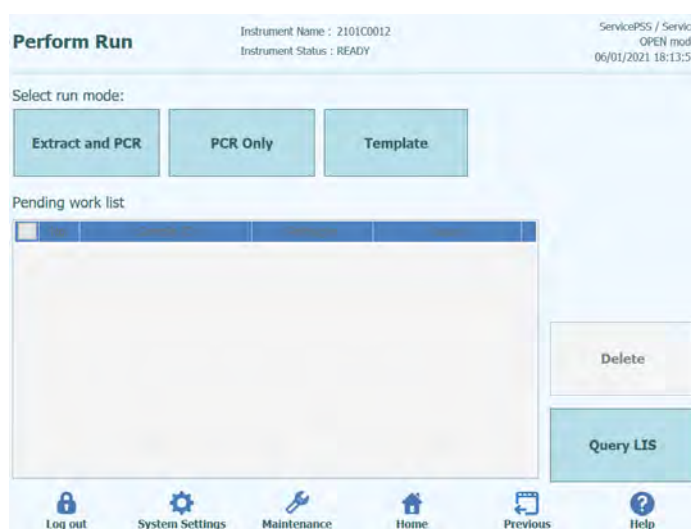 Perform Run
Instrument Name : 2101C0012
Instrument Status : READY
ServicePSS / Servic
OPEN mod
06/01/2021 18:13:5
Select run mode:
Extract and PCR
PCR Only
Template
Pending work list
Delete
Query LIS
Log out
System Settings
Maintenance
Home
Previous
Help